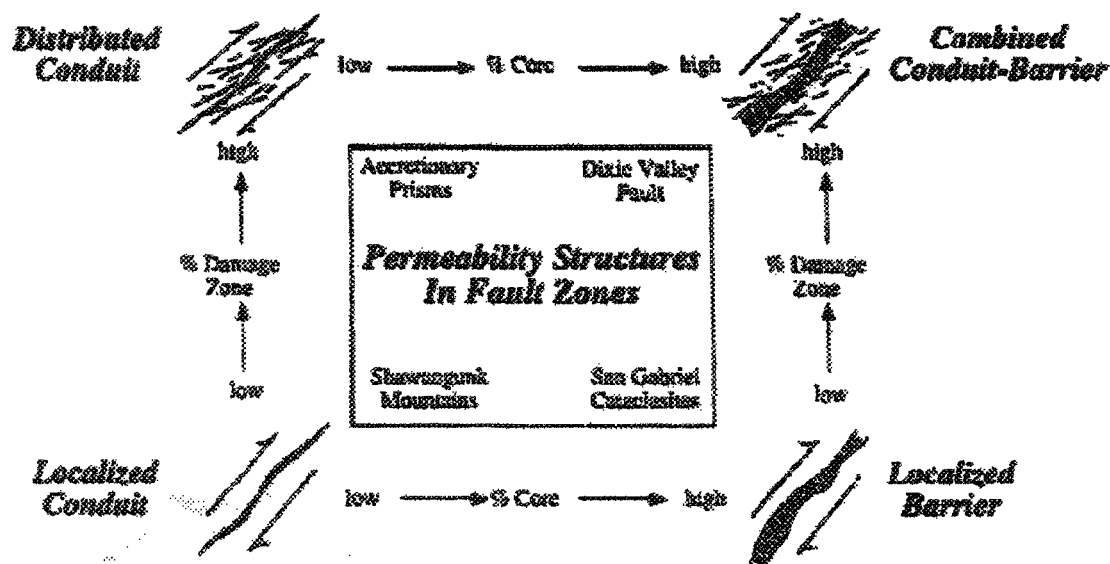 Distributed
Conduit
low
% Core
high
Combined
Conduit-Barrier
high
high
Accretionary
Prisms
Dixie Valley
Fault
% Damage
Zone
Permeability Structures
In Fault Zones
% Damage
Zone
low
Shawangunk
Mountains
San Gabriel
Cataclasites
low
Localized
Conduit
low
% Core
high
Localized
Barrier